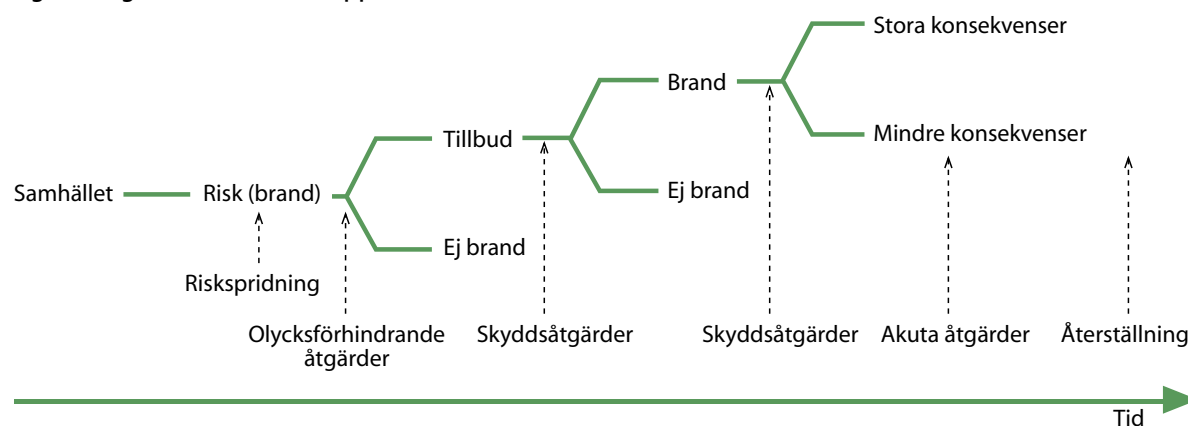 Stora konsekvenser
Brand
Tillbud
Mindre konsekvenser
Samhället
Risk (brand)
Ej brand
Ej brand
Riskspridning
Olycksförhindrande
åtgärder
Skyddsåtgärder
Skyddsåtgärder
Akuta åtgärder
Återställning
Tid